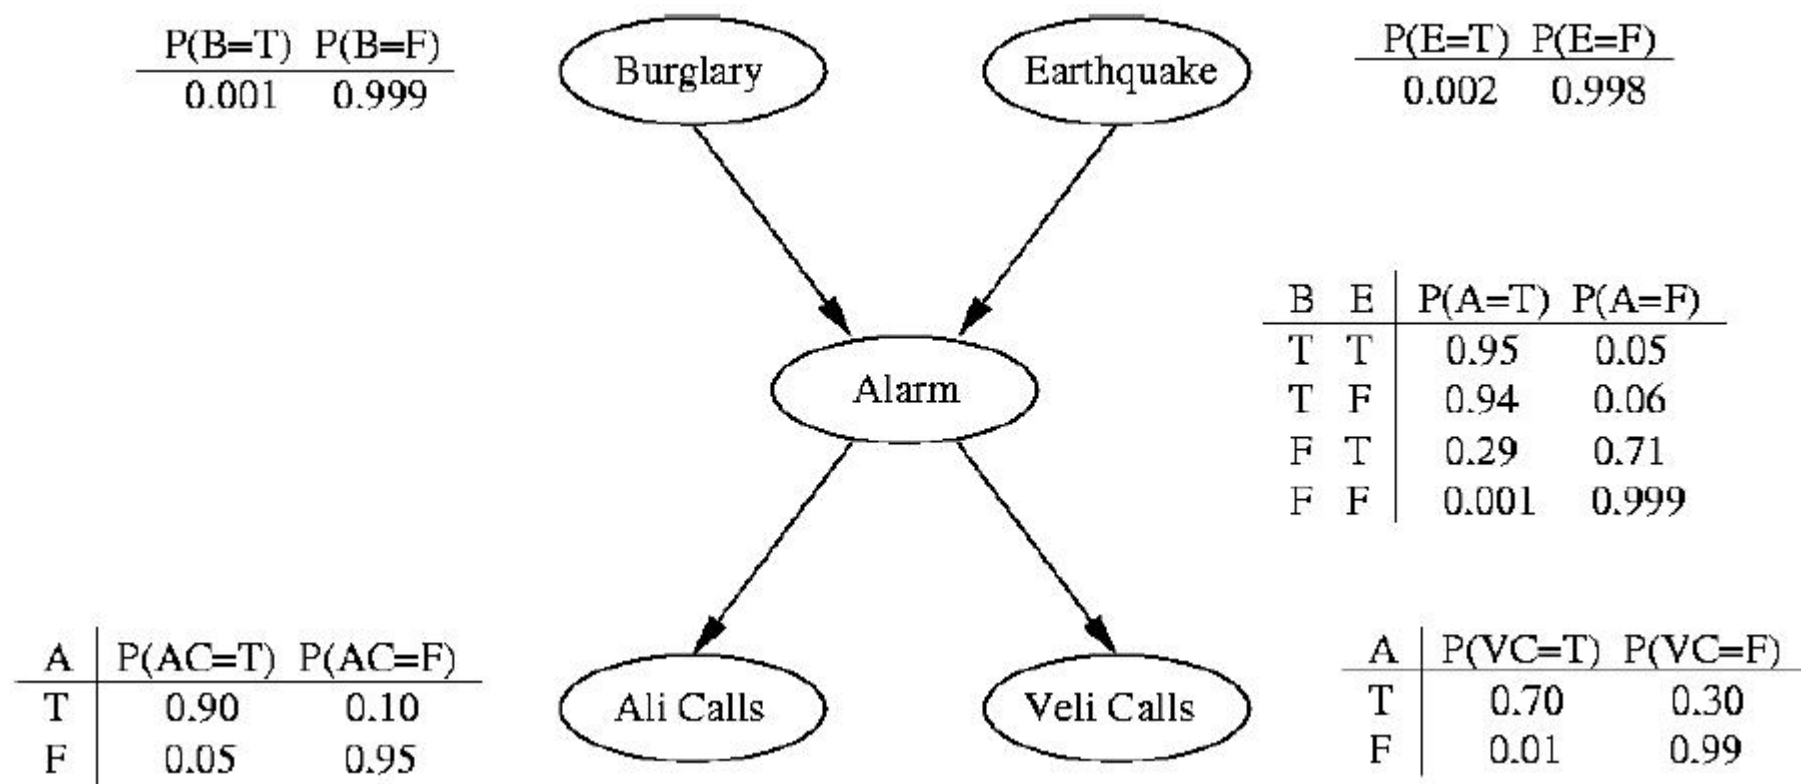 P(B=T) P(B=F)
0.001 0.999
Burglary
Earthquake
P(E=T) P(E=F)
0.002 0.998
B E P(A=T) P(A=F)
T T 0.95 0.05
T F 0.94 0.06
F T 0.29 0.71
F F 0.001 0.999
Alarm
A P(AC=T) P(AC=F)
T 0.90 0.10
F 0.05 0.95
Ali Calls
Veli Calls
A P(VC=T) P(VC=F)
T 0.70 0.30
F 0.01 0.99